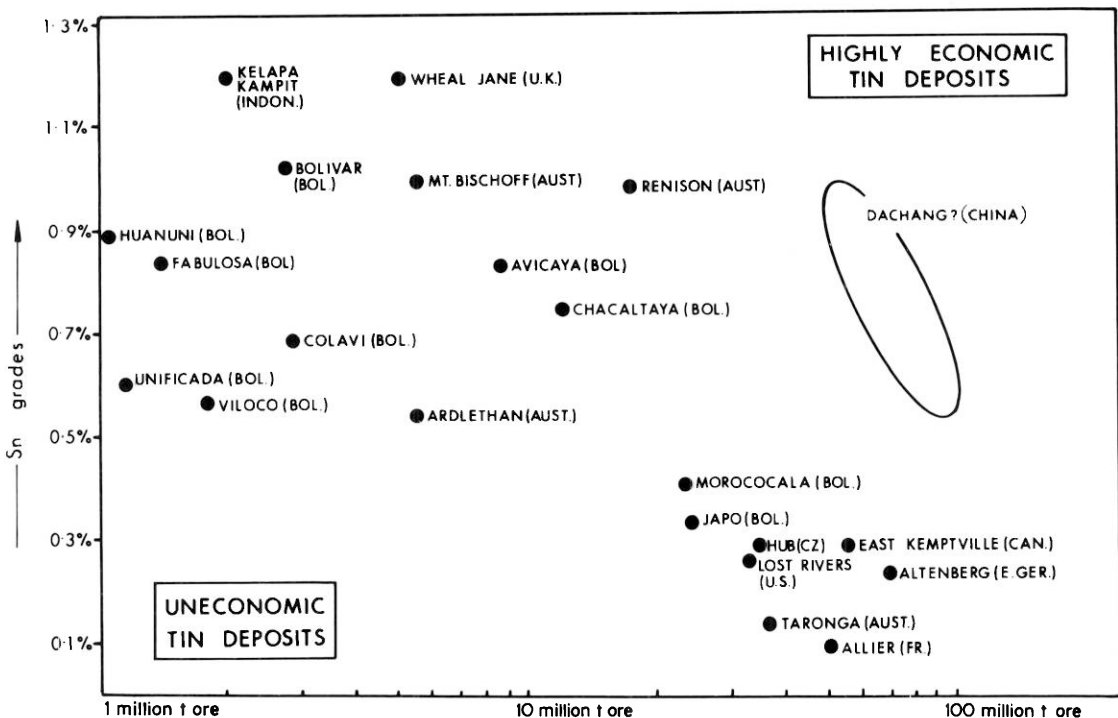 1·3%
1·1%
0·9%
0·7%
0·5%
0·3%
0·1%
Sn grades
HIGHLY ECONOMIC
TIN DEPOSITS
KELAPA
KAMPIT
(INDON.)
WHEAL JANE (U.K.)
BOLIVAR
(BOL.)
MT. BISCHOFF (AUST)
RENISON (AUST)
DACHANG? (CHINA)
HUANUNI (BOL.)
FABULOSA (BOL)
AVICAYA (BOL)
CHACALTAYA (BOL.)
COLAVI (BOL.)
UNIFICADA (BOL.)
VILOCO (BOL.)
ARDLETHAN (AUST.)
MOROCOCALA (BOL.)
JAPO (BOL.)
HUB (CZ)
EAST KEMPTVILLE (CAN.)
LOST RIVERS
(U.S.)
ALTENBERG (E.GER.)
TARONGA (AUST.)
ALLIER (FR.)
UNECONOMIC
TIN DEPOSITS
1 million t ore
10 million t ore
100 million t ore